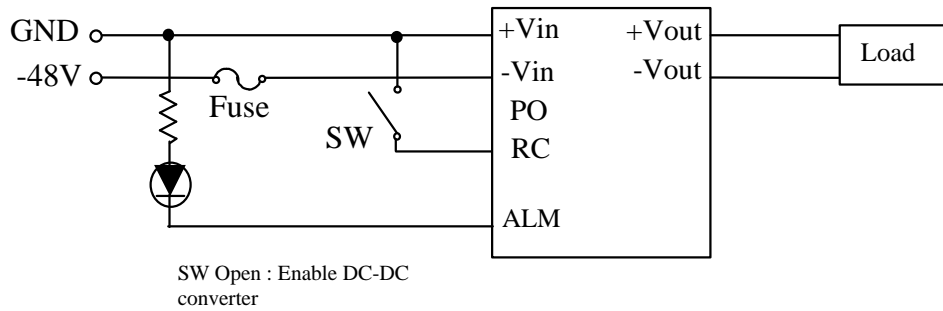 GND
+Vin
+Vout
Load
-48V
-Vin
-Vout
Fuse
PO
SW
RC
ALM
SW Open : Enable DC-DC
converter